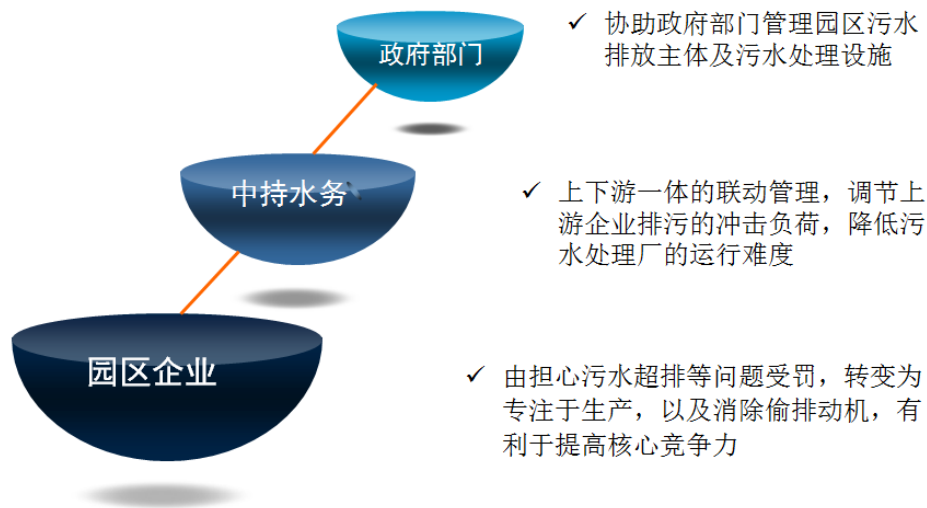 政府部门
✓ 协助政府部门管理园区污水
排放主体及污水处理设施
中持水务
✓ 上下游一体的联动管理，调节上
游企业排污的冲击负荷，降低污
水处理厂的运行难度
园区企业
✓ 由担心污水超排等问题受罚，转变为
专注于生产，以及消除偷排动机，有
利于提高核心竞争力